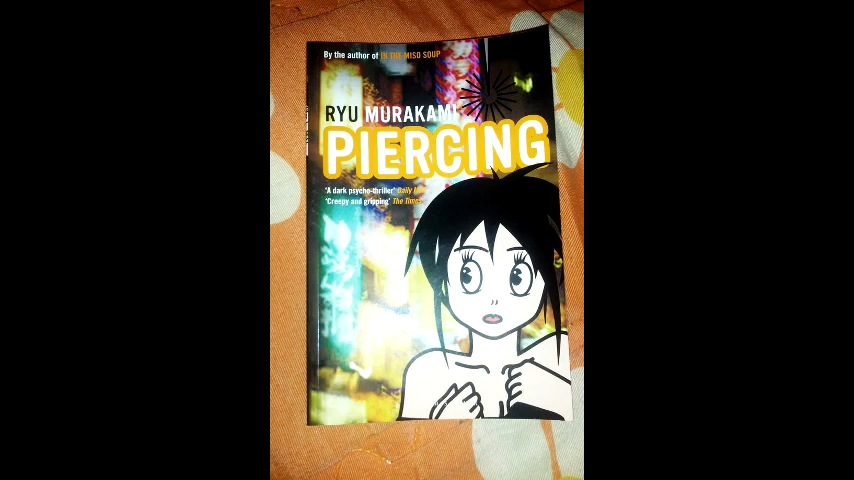 By the author of IN THE MISO SOUP
RYU MURAKAMI
PIERCING
'A dark psycho-thriller' Daily
'Creepy and gripping' The Times